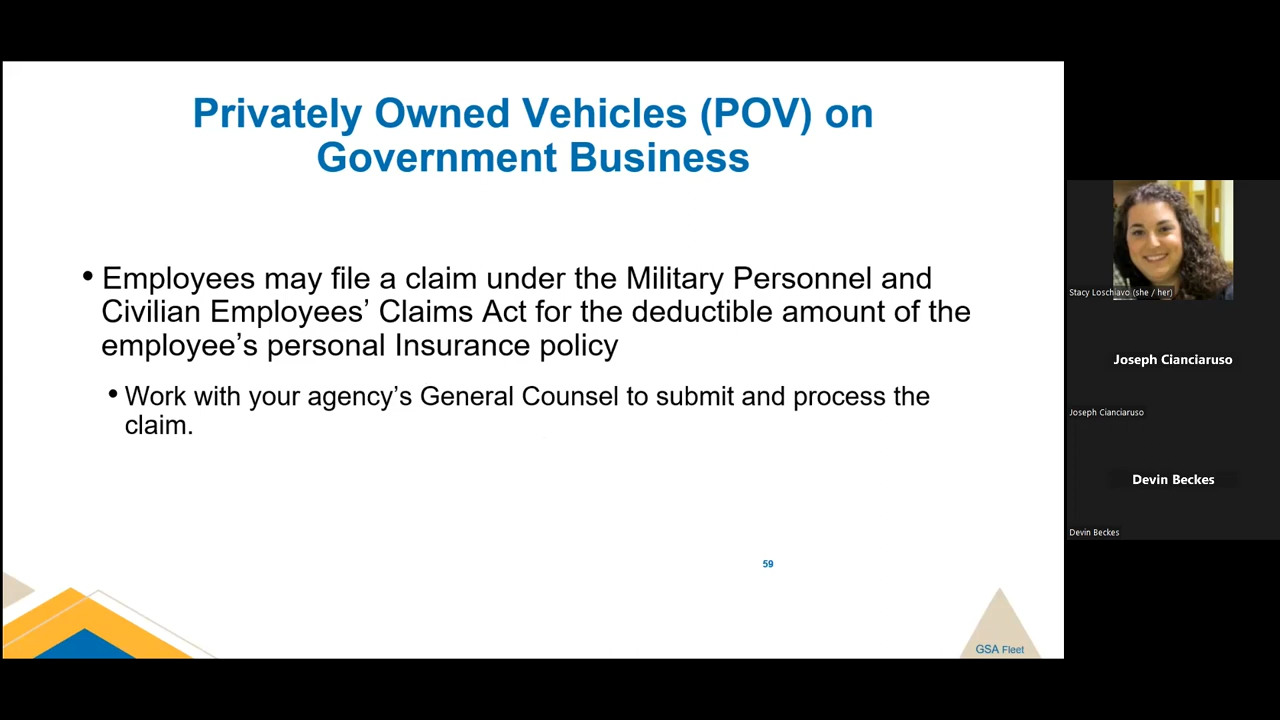 Privately Owned Vehicles (POV) on
Government Business
• Employees may file a claim under the Military Personnel and
Civilian Employees’ Claims Act for the deductible amount of the
employee’s personal Insurance policy
• Work with your agency’s General Counsel to submit and process the
claim.
59
GSA Fleet
Stacy Loschiavo (she / her)
Joseph Cianciaruso
Joseph Cianciaruso
Devin Beckes
Devin Beckes